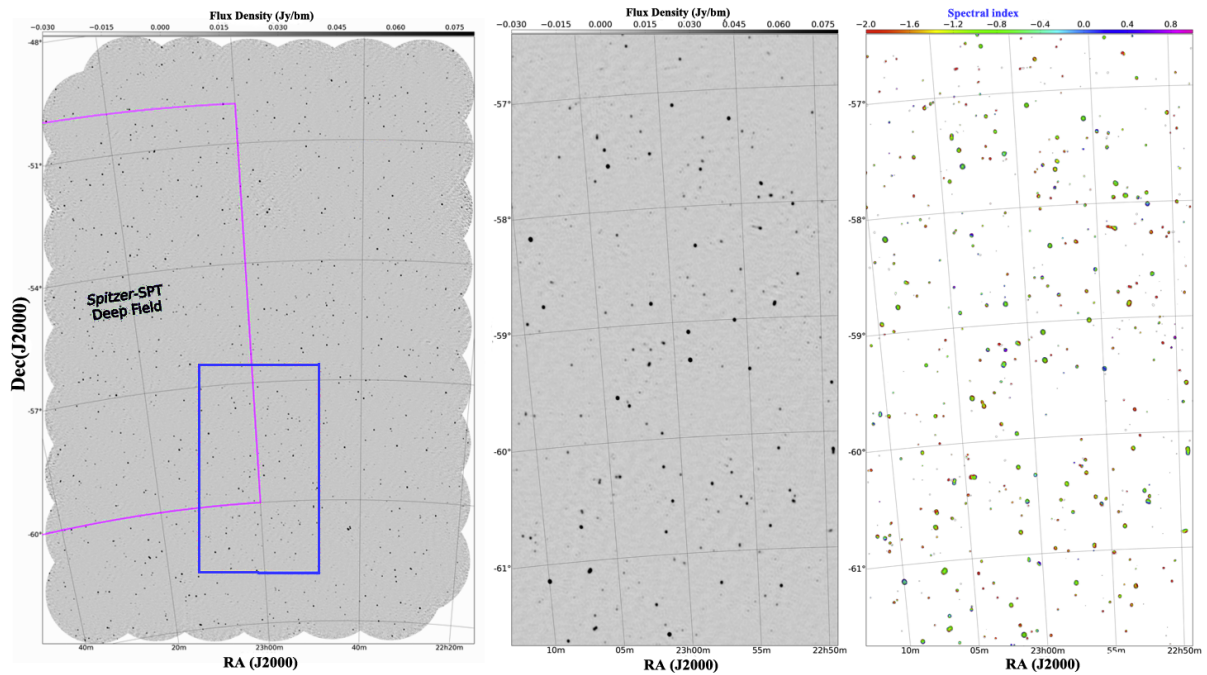 Flux Density (Jy/bm)
−0.030 −0.015 0.000 0.015 0.030 0.045 0.060 0.075
-48°
-51°
-54°
-57°
-60°
Dec(J2000)
Spitzer-SPT
Deep Field
40m 20m 23h00m 40m 22h20m
RA (J2000)
Flux Density (Jy/bm)
−0.030 −0.015 0.000 0.015 0.030 0.045 0.060 0.075
-57°
-58°
-59°
-60°
-61°
10m 05m 23h00m 55m 22h50m
RA (J2000)
Spectral index
−2.0 −1.6 −1.2 −0.8 −0.4 0.0 0.4 0.8
-57°
-58°
-59°
-60°
-61°
10m 05m 23h00m 55m 22h50m
RA (J2000)